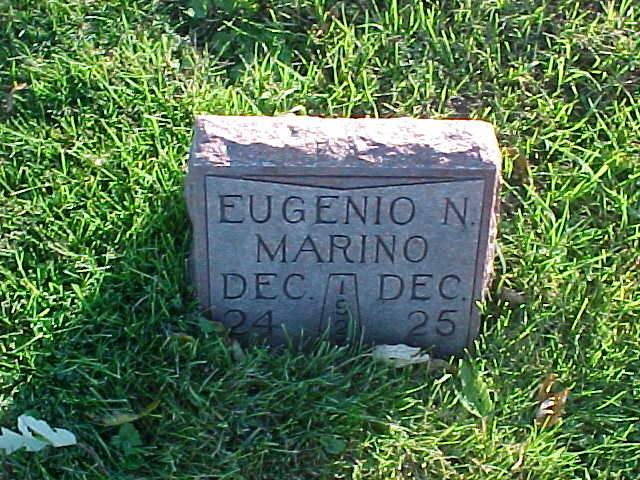 EUGENIO N.
MARINO
DEC. DEC.
24 25